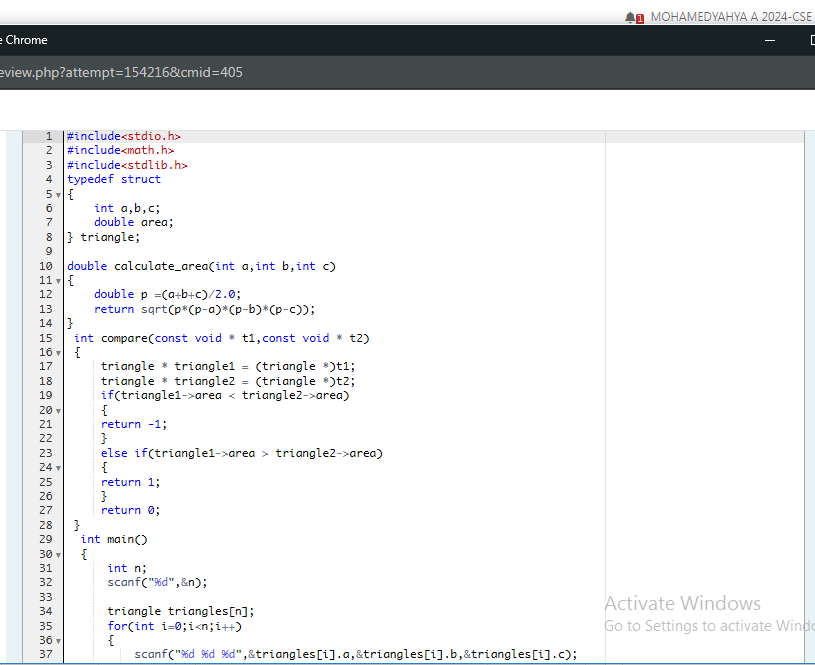 1 MOHAMEDYAHYA A 2024-CSE
e Chrome
eview.php?attempt=154216&cmid=405
1 #include<stdio.h>
2 #include<math.h>
3 #include<stdlib.h>
4 typedef struct
5 {
6 int a,b,c;
7 double area;
8 } triangle;
9
10 double calculate_area(int a,int b,int c)
11 {
12 double p =(a+b+c)/2.0;
13 return sqrt(p*(p-a)*(p-b)*(p-c));
14 }
15 int compare(const void * t1,const void * t2)
16 {
17 triangle * triangle1 = (triangle *)t1;
18 triangle * triangle2 = (triangle *)t2;
19 if(triangle1->area < triangle2->area)
20 {
21 return -1;
22 }
23 else if(triangle1->area > triangle2->area)
24 {
25 return 1;
26 }
27 return 0;
28 }
29 int main()
30 {
31 int n;
32 scanf("%d",&n);
33
34 triangle triangles[n];
35 for(int i=0;i<n;i++)
36 {
37 scanf("%d %d %d",&triangles[i].a,&triangles[i].b,&triangles[i].c);
Activate Windows
Go to Settings to activate Windo